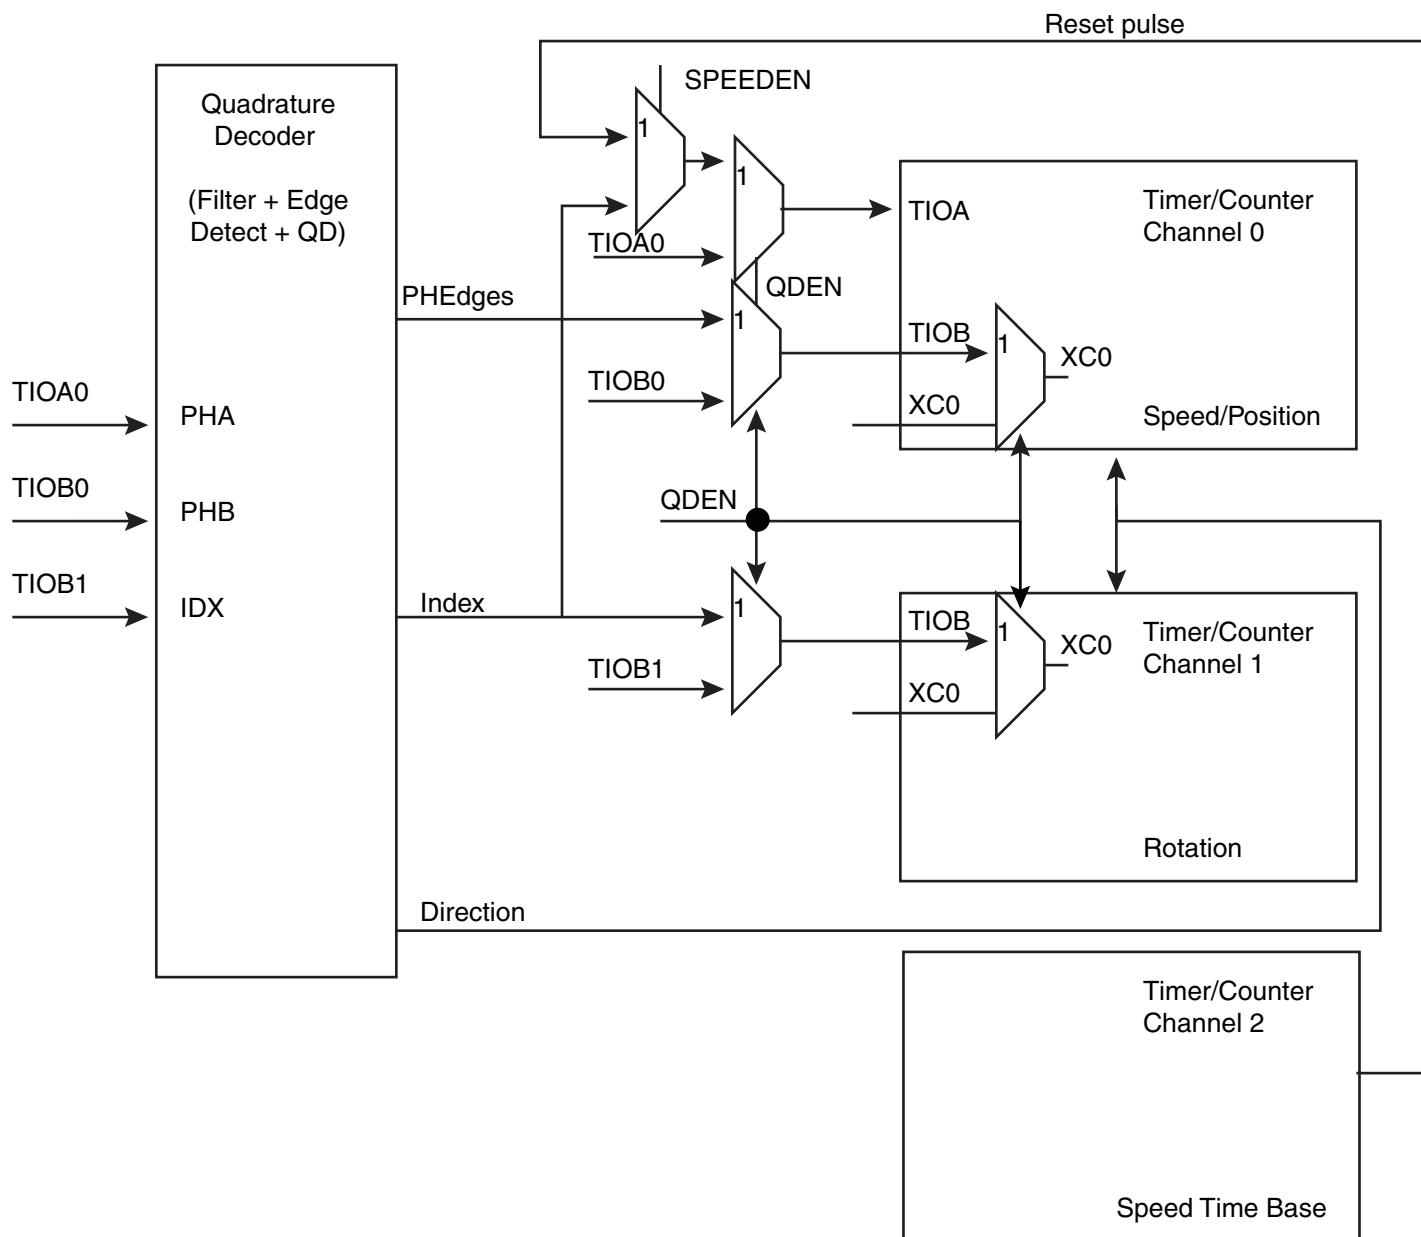 Reset pulse
SPEEDEN
Quadrature
Decoder
(Filter + Edge
Detect + QD)
1
1
TIOA
Timer/Counter
Channel 0
TIOA0
QDEN
PHEdges
1
TIOB
1
XC0
TIOB0
XC0
Speed/Position
TIOA0
PHA
TIOB0
PHB
QDEN
TIOB1
IDX
Index
1
TIOB
1
XC0
Timer/Counter
Channel 1
TIOB1
XC0
Rotation
Direction
Timer/Counter
Channel 2
Speed Time Base